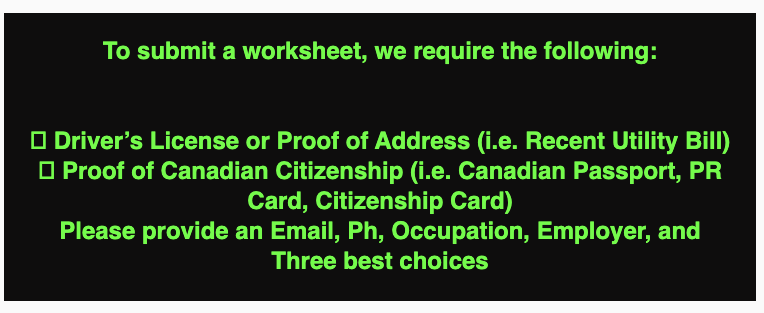 To submit a worksheet, we require the following:
▯ Driver’s License or Proof of Address (i.e. Recent Utility Bill)
▯ Proof of Canadian Citizenship (i.e. Canadian Passport, PR
Card, Citizenship Card)
Please provide an Email, Ph, Occupation, Employer, and
Three best choices